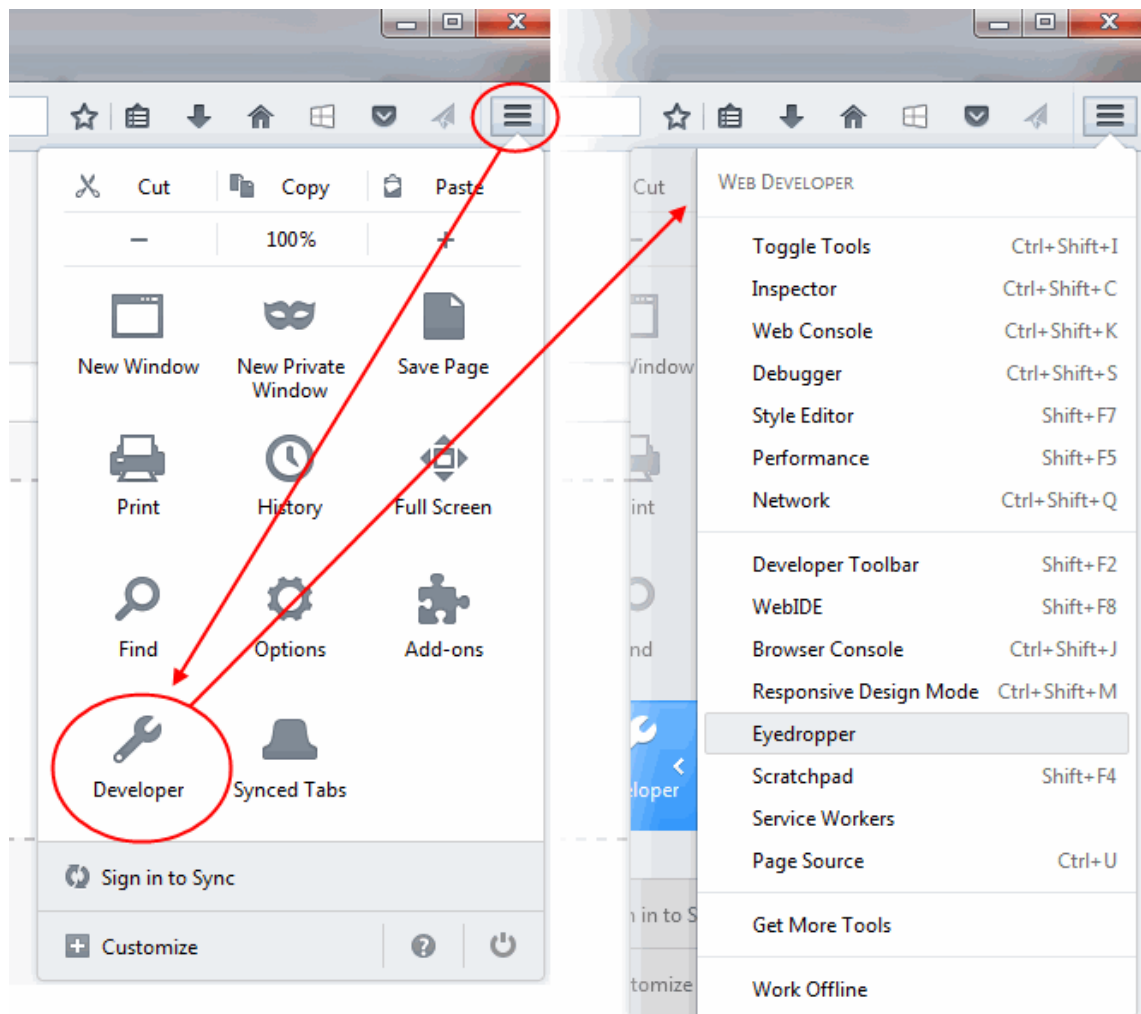 Cut Copy Paste
100%
New Window New Private Window Save Page
Print History Full Screen
Find Options Add-ons
Developer Synced Tabs
Sign in to Sync
Customize
Cut
Window
int
nd
eloper
in to S
tomize
WEB DEVELOPER
Toggle Tools Ctrl+Shift+I
Inspector Ctrl+Shift+C
Web Console Ctrl+Shift+K
Debugger Ctrl+Shift+S
Style Editor Shift+F7
Performance Shift+F5
Network Ctrl+Shift+Q
Developer Toolbar Shift+F2
WebIDE Shift+F8
Browser Console Ctrl+Shift+J
Responsive Design Mode Ctrl+Shift+M
Eyedropper
Scratchpad Shift+F4
Service Workers
Page Source Ctrl+U
Get More Tools
Work Offline